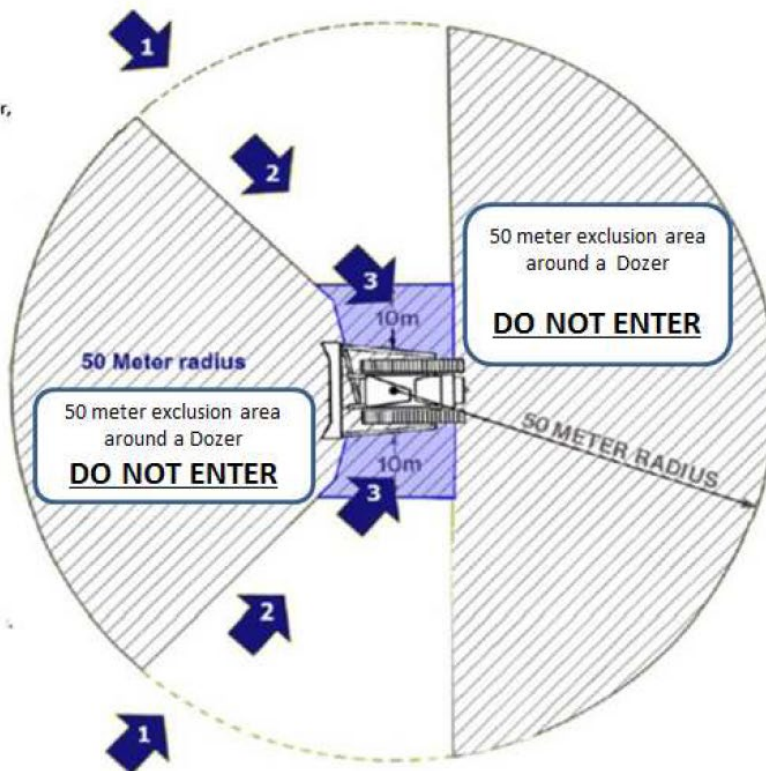 1
r,
2
50 meter exclusion area
around a Dozer
DO NOT ENTER
3
10m
50 Meter radius
50 meter exclusion area
around a Dozer
DO NOT ENTER
50 METER RADIUS
10m
3
2
1